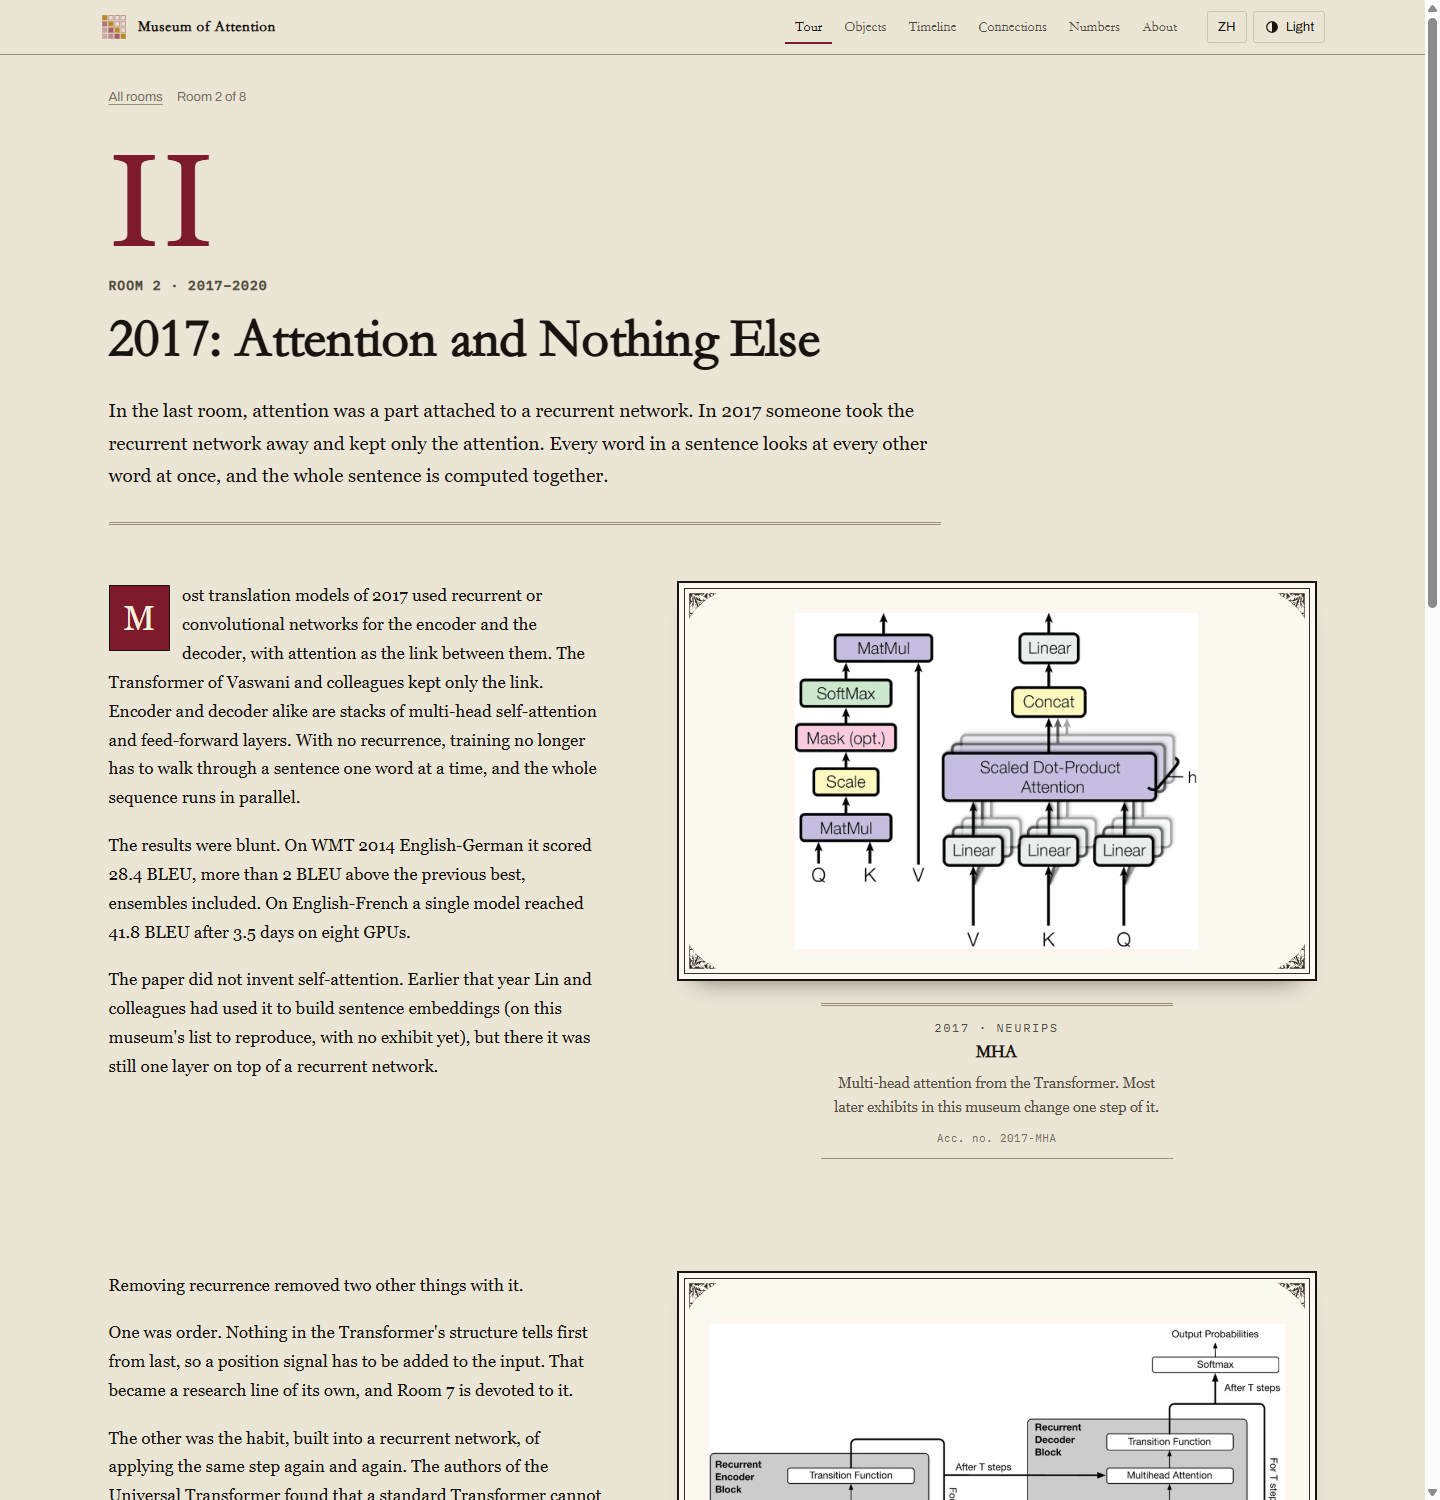 Museum of Attention
Tour
Objects
Timeline
Connections
Numbers
About
ZH
Light
All rooms
Room 2 of 8
II
ROOM 2 · 2017–2020
2017: Attention and Nothing Else
In the last room, attention was a part attached to a recurrent network. In 2017 someone took the
recurrent network away and kept only the attention. Every word in a sentence looks at every other
word at once, and the whole sentence is computed together.
Most translation models of 2017 used recurrent or
convolutional networks for the encoder and the
decoder, with attention as the link between them. The
Transformer of Vaswani and colleagues kept only the link.
Encoder and decoder alike are stacks of multi-head self-attention
and feed-forward layers. With no recurrence, training no longer
has to walk through a sentence one word at a time, and the whole
sequence runs in parallel.
The results were blunt. On WMT 2014 English-German it scored
28.4 BLEU, more than 2 BLEU above the previous best,
ensembles included. On English-French a single model reached
41.8 BLEU after 3.5 days on eight GPUs.
The paper did not invent self-attention. Earlier that year Lin and
colleagues had used it to build sentence embeddings (on this
museum's list to reproduce, with no exhibit yet), but there it was
still one layer on top of a recurrent network.
MatMul
SoftMax
Mask (opt.)
Scale
MatMul
Q K V
Linear
Concat
Scaled Dot-Product
Attention
h
Linear Linear Linear
V K Q
2017 · NEURIPS
MHA
Multi-head attention from the Transformer. Most
later exhibits in this museum change one step of it.
Acc. no. 2017-MHA
Removing recurrence removed two other things with it.
One was order. Nothing in the Transformer's structure tells first
from last, so a position signal has to be added to the input. That
became a research line of its own, and Room 7 is devoted to it.
The other was the habit, built into a recurrent network, of
applying the same step again and again. The authors of the
Universal Transformer found that a standard Transformer cannot
Output Probabilities
Softmax
After T steps
Recurrent
Decoder
Block
Transition Function
After T steps
Multihead Attention
Recurrent
Encoder
Block
Transition Function
For T step
For